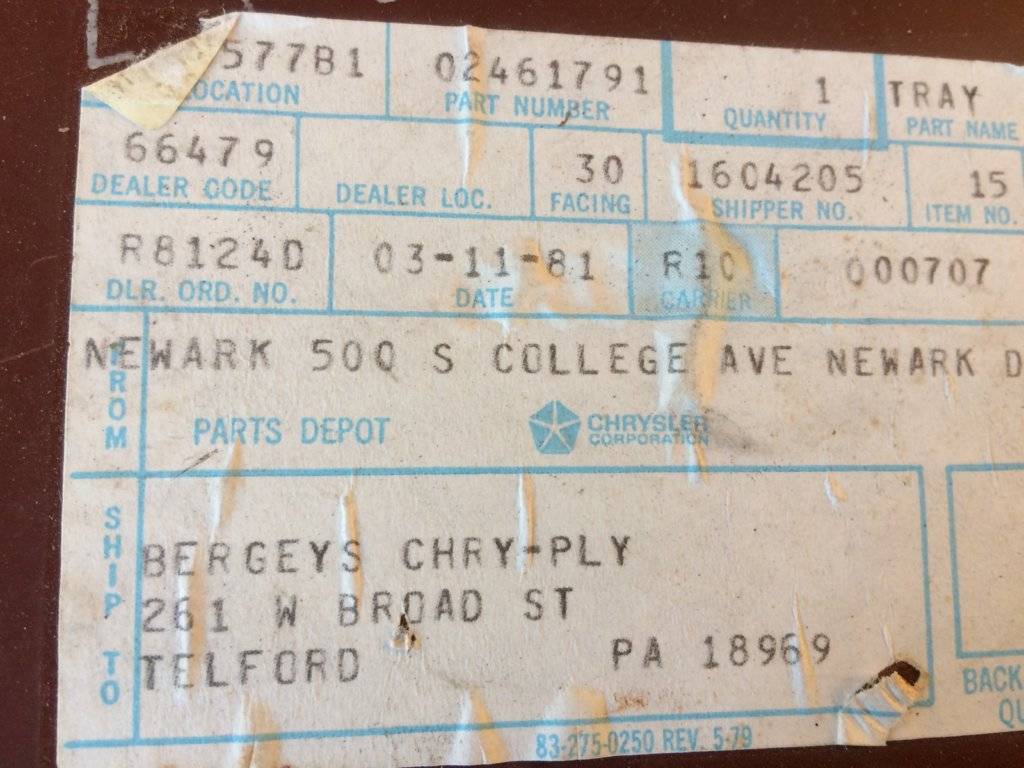 577B1 02461791 1 TRAY
OCATION PART NUMBER QUANTITY PART NAME
66479 30 1604205 15
DEALER CODE DEALER LOC. FACING SHIPPER NO. ITEM NO.
R8124D 03-11-81 R10 000707
DLR. ORD. NO. DATE CARRIER
FROM NEWARK 500 S COLLEGE AVE NEWARK D
PARTS DEPOT CHRYSLER
CORPORATION
SHIP TO
BERGEYS CHRY-PLY
261 W BROAD ST
TELFORD PA 18969
BACK
QU
83-275-0250 REV. 5-79